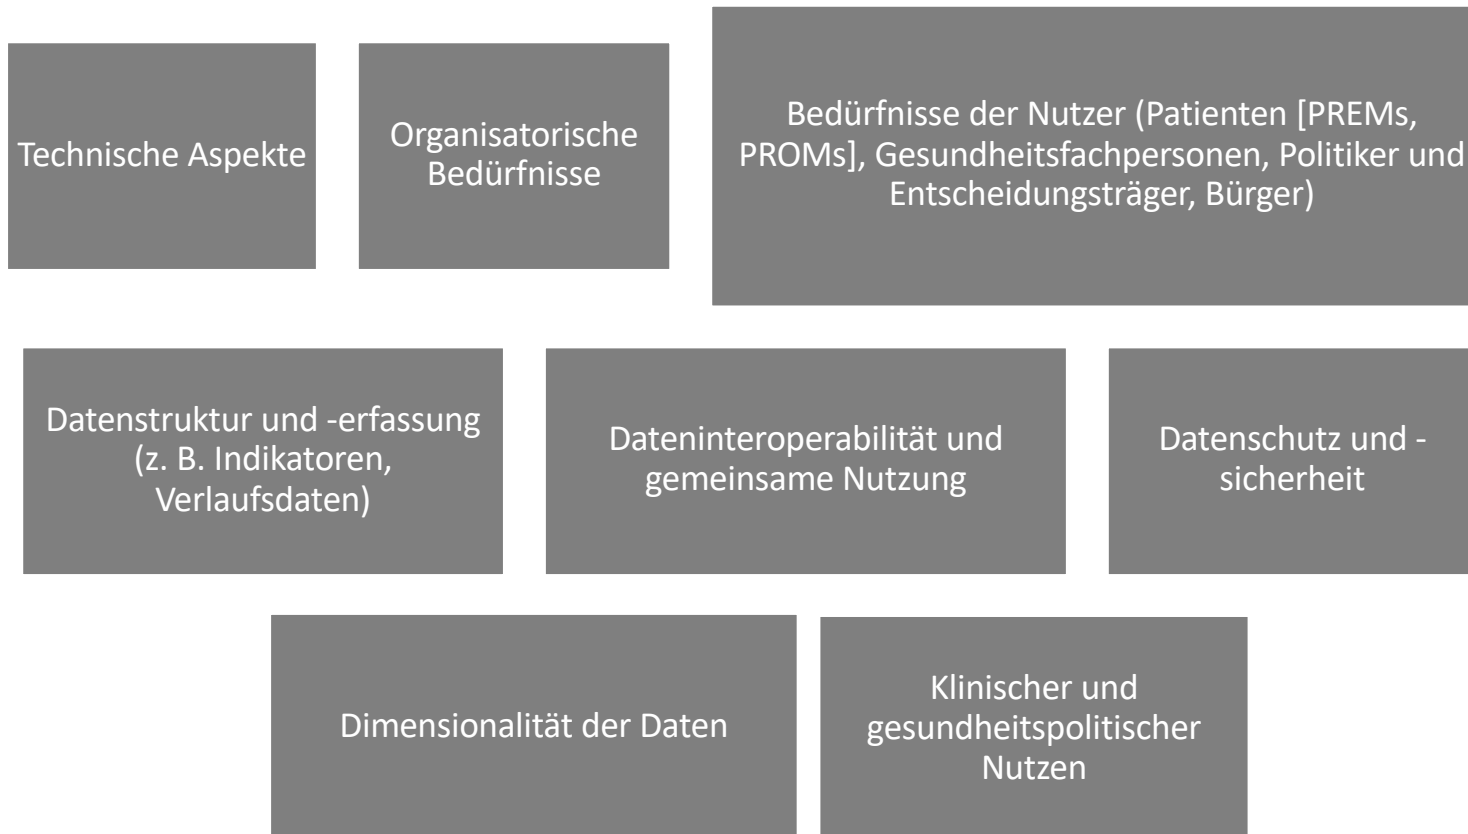 Technische Aspekte
Organisatorische
Bedürfnisse
Bedürfnisse der Nutzer (Patienten [PREMs,
PROMs], Gesundheitsfachpersonen, Politiker und
Entscheidungsträger, Bürger)
Datenstruktur und -erfassung
(z. B. Indikatoren,
Verlaufsdaten)
Dateninteroperabilität und
gemeinsame Nutzung
Datenschutz und -
sicherheit
Dimensionalität der Daten
Klinischer und
gesundheitspolitischer
Nutzen